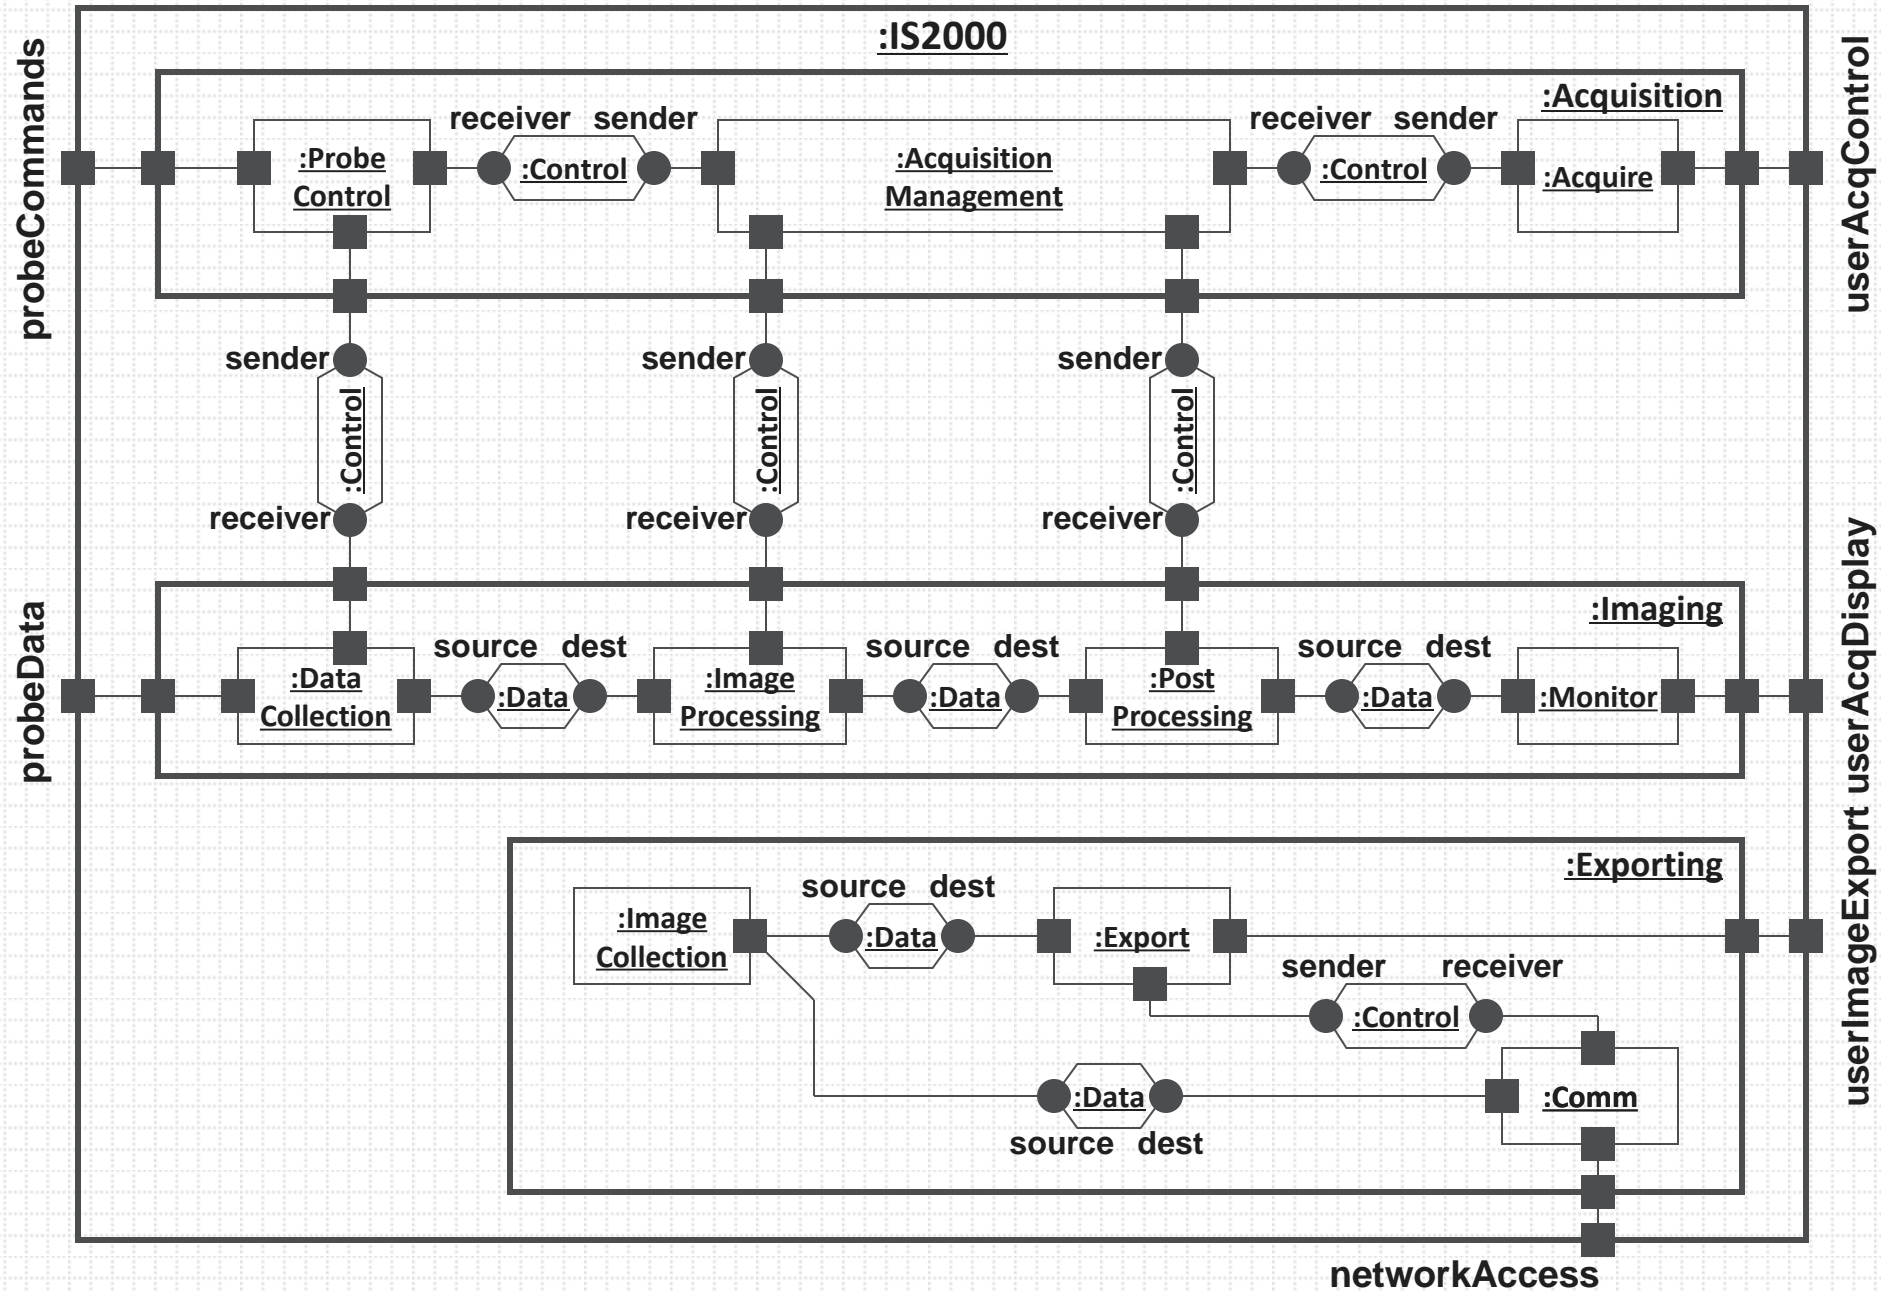 :IS2000
probeCommands
userAcqControl
:Acquisition
receiver sender
receiver sender
:Probe
Control
:Control
:Acquisition
Management
:Control
:Acquire
sender
sender
sender
:Control
:Control
:Control
receiver
receiver
receiver
probeData
userAcqDisplay
:Imaging
source dest
source dest
source dest
:Data
Collection
:Data
:Image
Processing
:Data
:Post
Processing
:Data
:Monitor
userImageExport
:Exporting
source dest
:Image
Collection
:Data
:Export
sender receiver
:Control
:Data
:Comm
source dest
networkAccess